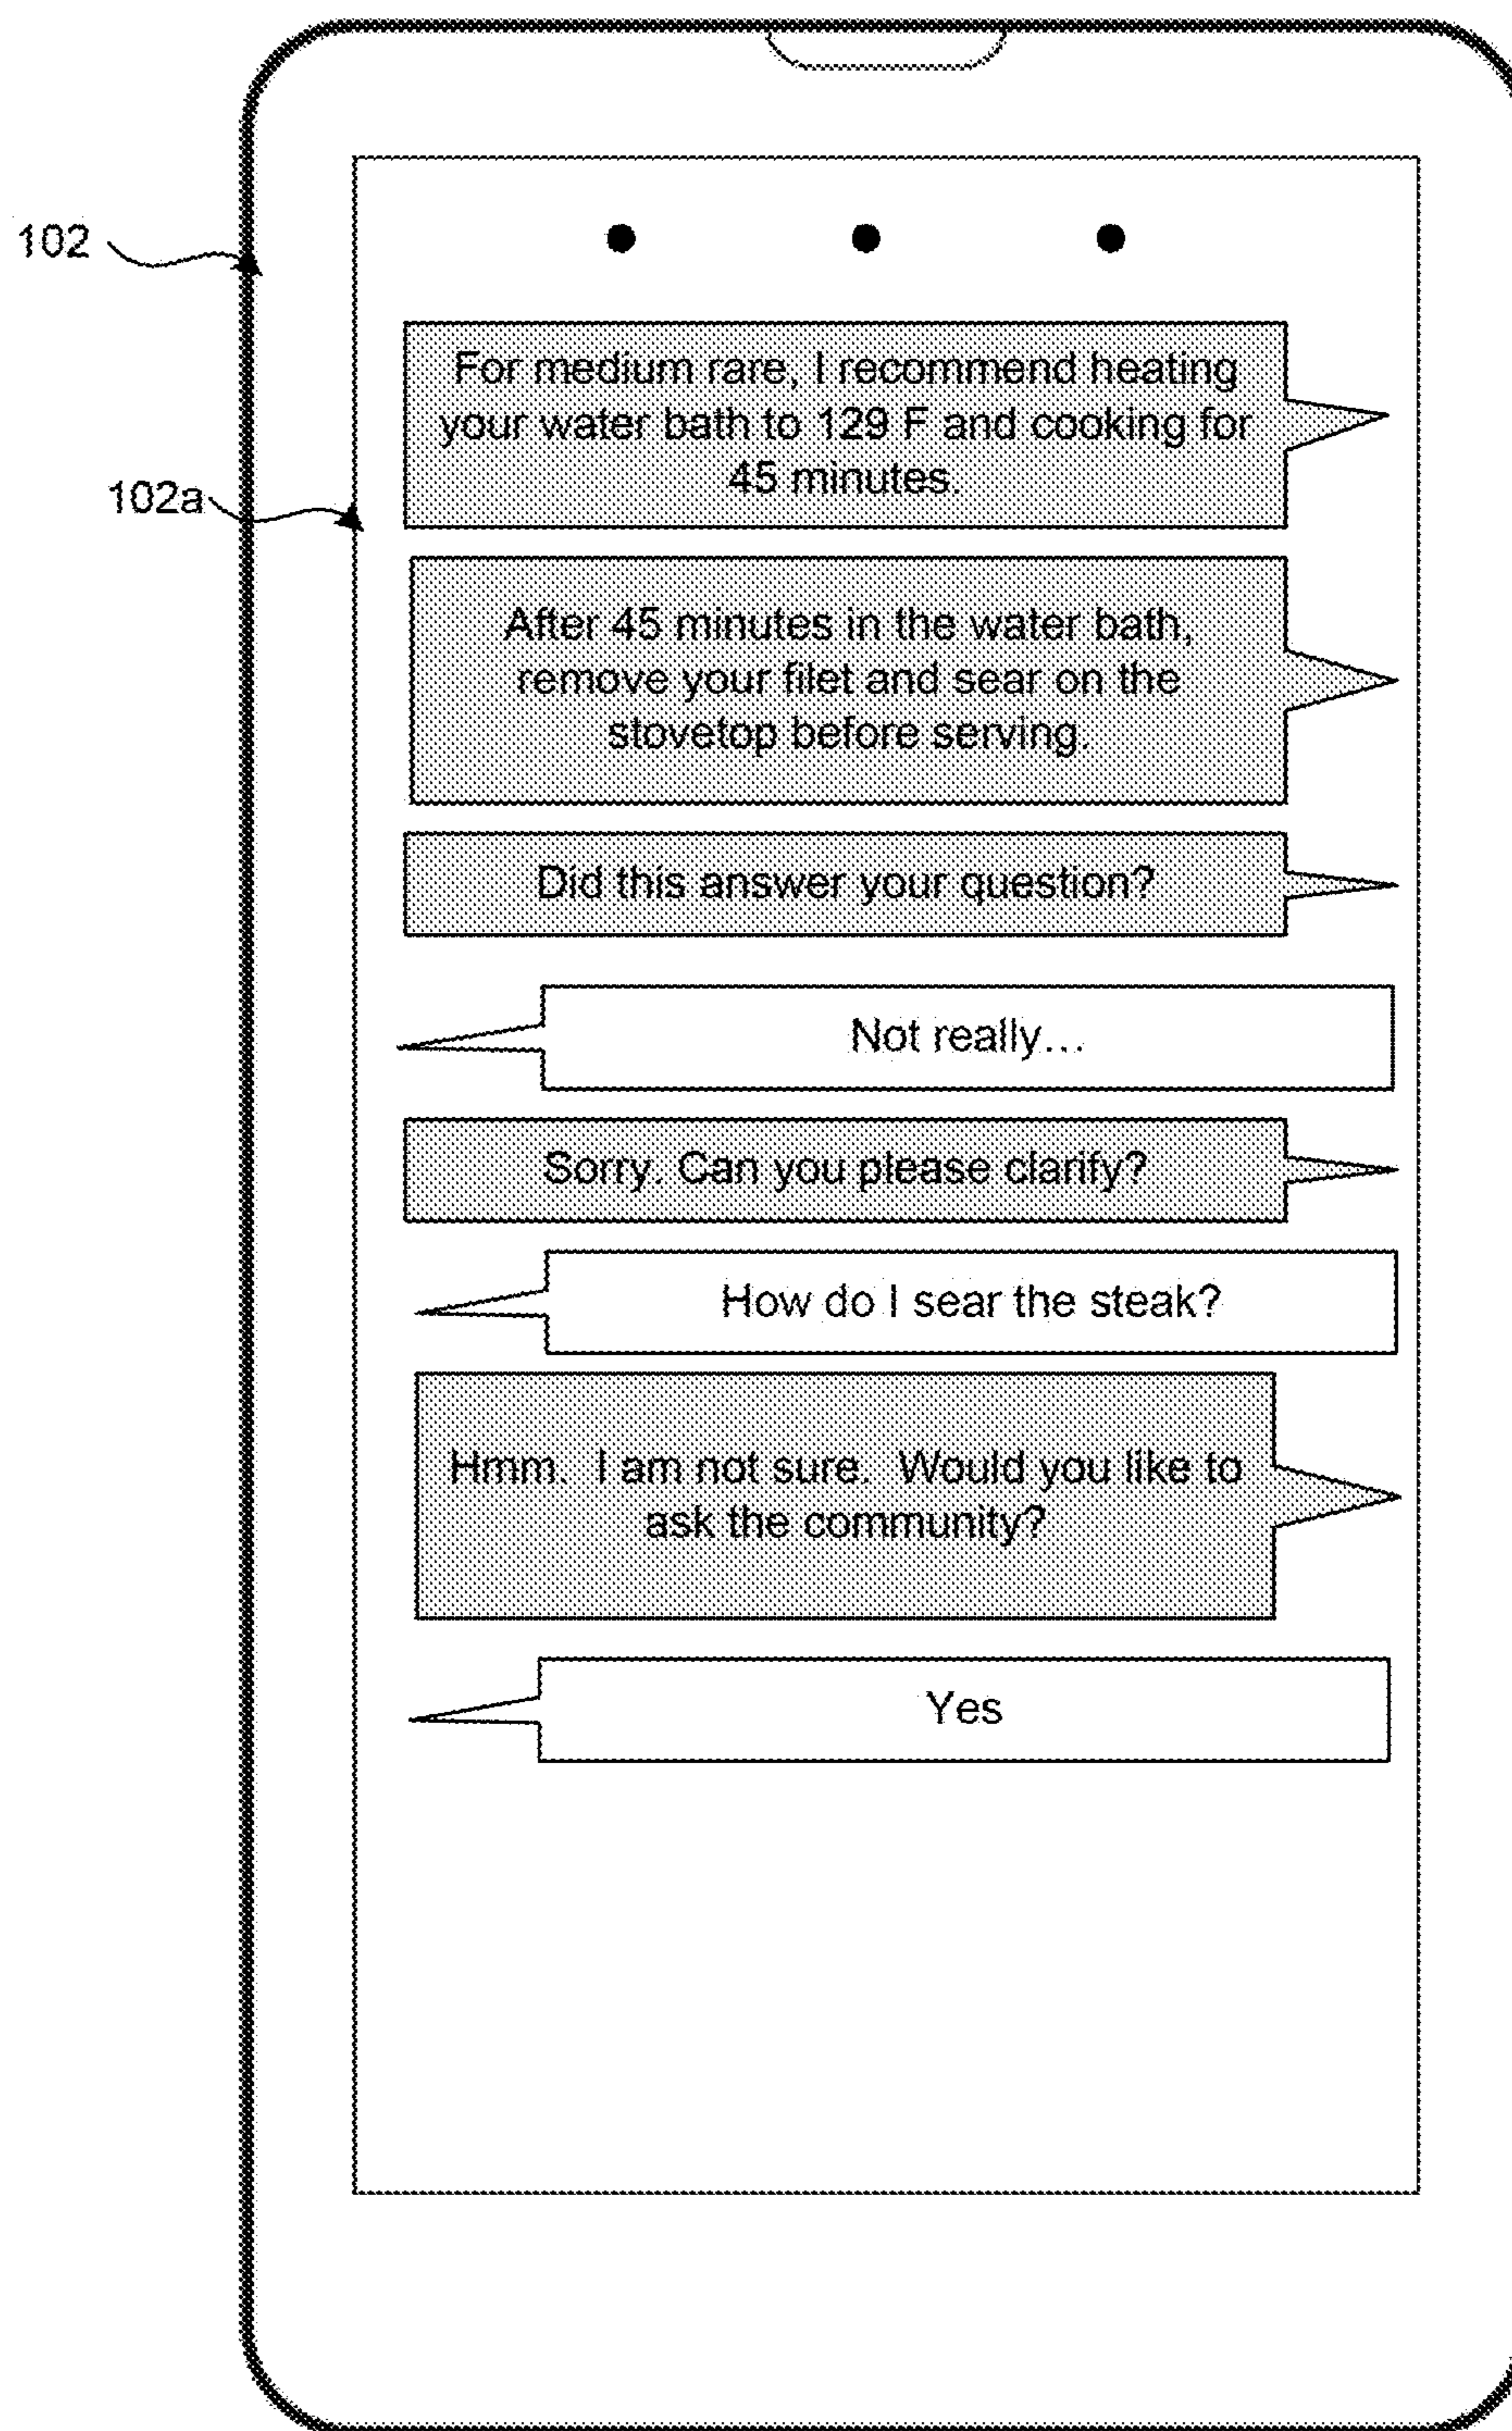 102
For medium rare, I recommend heating
your water bath to 129 F and cooking for
45 minutes.
102a
After 45 minutes in the water bath,
remove your filet and sear on the
stovetop before serving.
Did this answer your question?
Not really…
Sorry. Can you please clarify?
How do I sear the steak?
Hmm.  I am not sure.  Would you like to
ask the community?
Yes